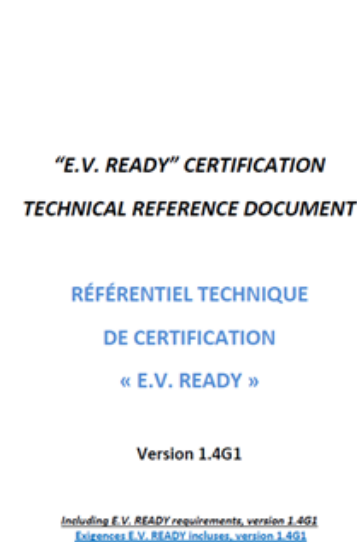 “E.V. READY” CERTIFICATION
TECHNICAL REFERENCE DOCUMENT
RÉFÉRENTIEL TECHNIQUE
DE CERTIFICATION
« E.V. READY »
Version 1.4G1
Including E.V. READY requirements, version 1.4G1
Exigences E.V. READY incluses, version 1.4G1